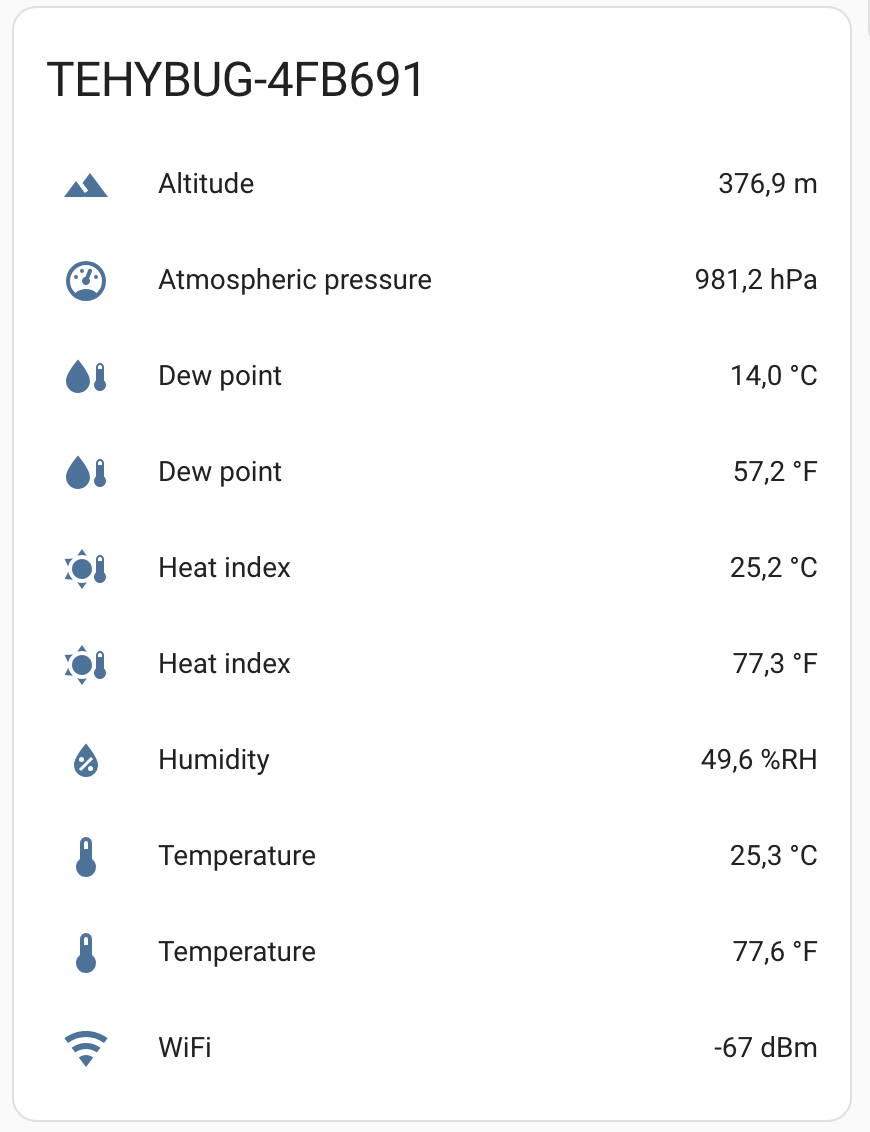 TEHYBUG-4FB691
Altitude 376,9 m
Atmospheric pressure 981,2 hPa
Dew point 14,0 °C
Dew point 57,2 °F
Heat index 25,2 °C
Heat index 77,3 °F
Humidity 49,6 %RH
Temperature 25,3 °C
Temperature 77,6 °F
WiFi -67 dBm